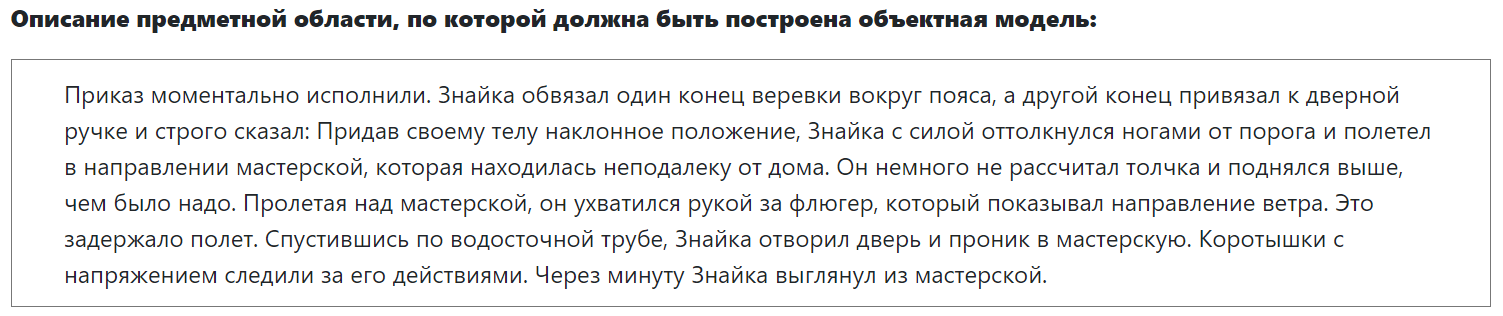 Описание предметной области, по которой должна быть построена объектная модель:
Приказ моментально исполнили. Знайка обвязал один конец веревки вокруг пояса, а другой конец привязал к дверной
ручке и строго сказал: Придав своему телу наклонное положение, Знайка с силой оттолкнулся ногами от порога и полетел
в направлении мастерской, которая находилась неподалеку от дома. Он немного не рассчитал толчка и поднялся выше,
чем было надо. Пролетая над мастерской, он ухватился рукой за флюгер, который показывал направление ветра. Это
задержало полет. Спустившись по водосточной трубе, Знайка отворил дверь и проник в мастерскую. Коротышки с
напряжением следили за его действиями. Через минуту Знайка выглянул из мастерской.